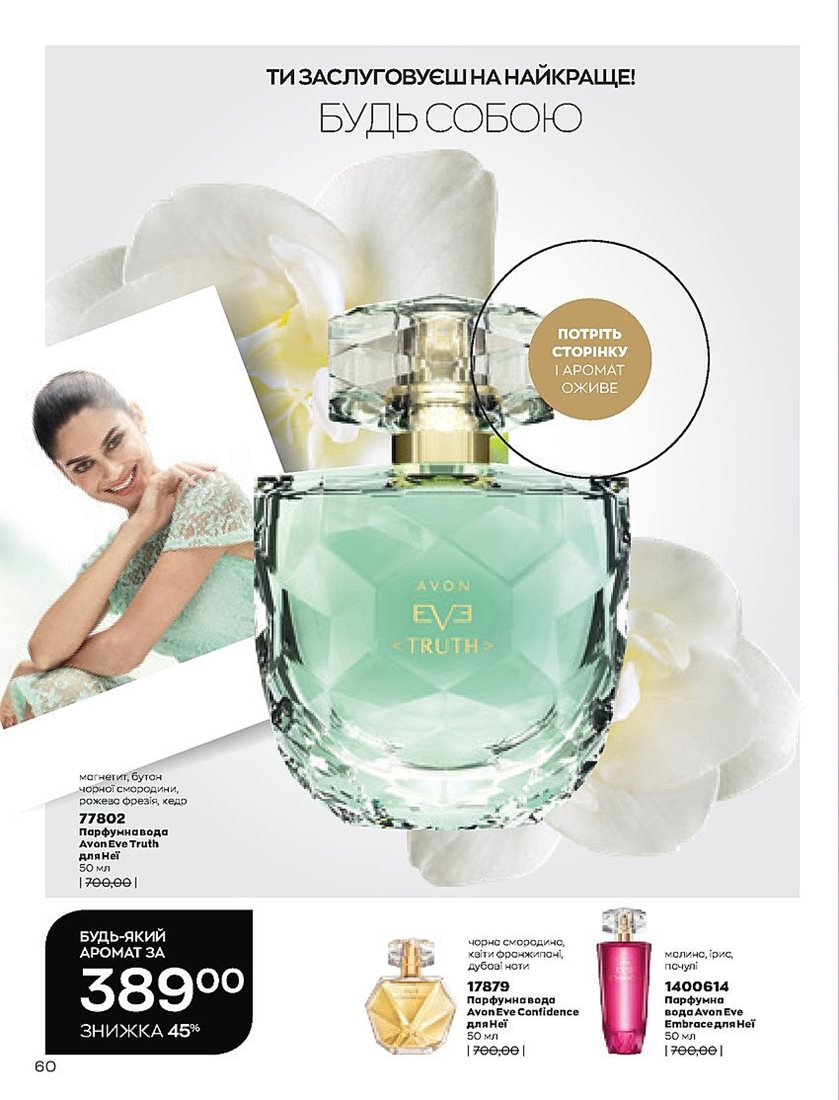 ТИ ЗАСЛУГОВУЄШ НА НАЙКРАЩЕ!
БУДЬ СОБОЮ
ПОТРІТЬ
СТОРІНКУ
І АРОМАТ
ОЖИВЕ
AVON
EVE
<TRUTH>
магнетит, бутон
чорної смородини,
рожева фрезія, кедр
77802
Парфумна вода
Avon Eve Truth
для Неї
50 мл
| 700,00 |
БУДЬ-ЯКИЙ
АРОМАТ ЗА
389⁰⁰
ЗНИЖКА 45%
чорна смородина,
квіти франжипані,
дубові ноти
17879
Парфумна вода
Avon Eve Confidence
для Неї
50 мл
| 700,00 |
малина, ірис,
пачулі
1400614
Парфумна
вода Avon Eve
Embrace для Неї
50 мл
| 700,00 |
60